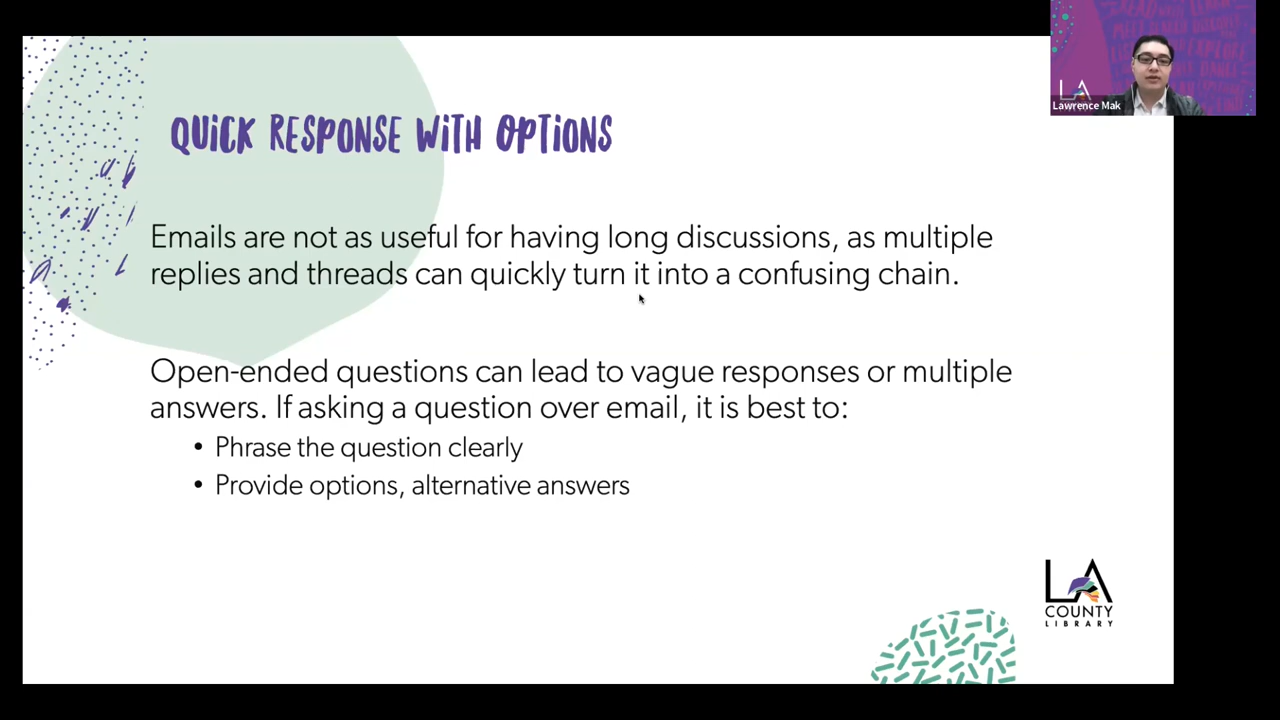 QUICK RESPONSE WITH OPTIONS
Emails are not as useful for having long discussions, as multiple
replies and threads can quickly turn it into a confusing chain.
Open-ended questions can lead to vague responses or multiple
answers. If asking a question over email, it is best to:
• Phrase the question clearly
• Provide options, alternative answers
LA
COUNTY
LIBRARY
LA
Lawrence Mak